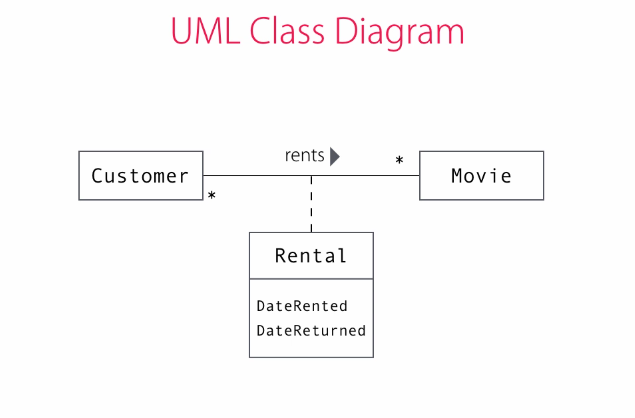 UML Class Diagram
rents
*
Customer
Movie
*
Rental
DateRented
DateReturned